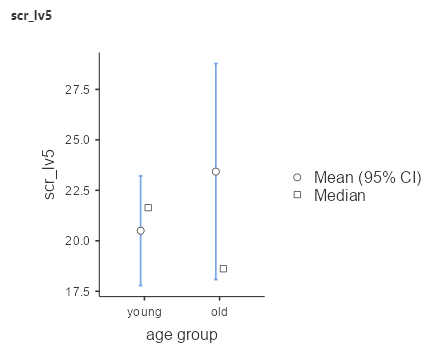 scr_lv5
27.5
25.0
22.5
20.0
17.5
scr_lv5
young
old
age group
Mean (95% CI)
Median